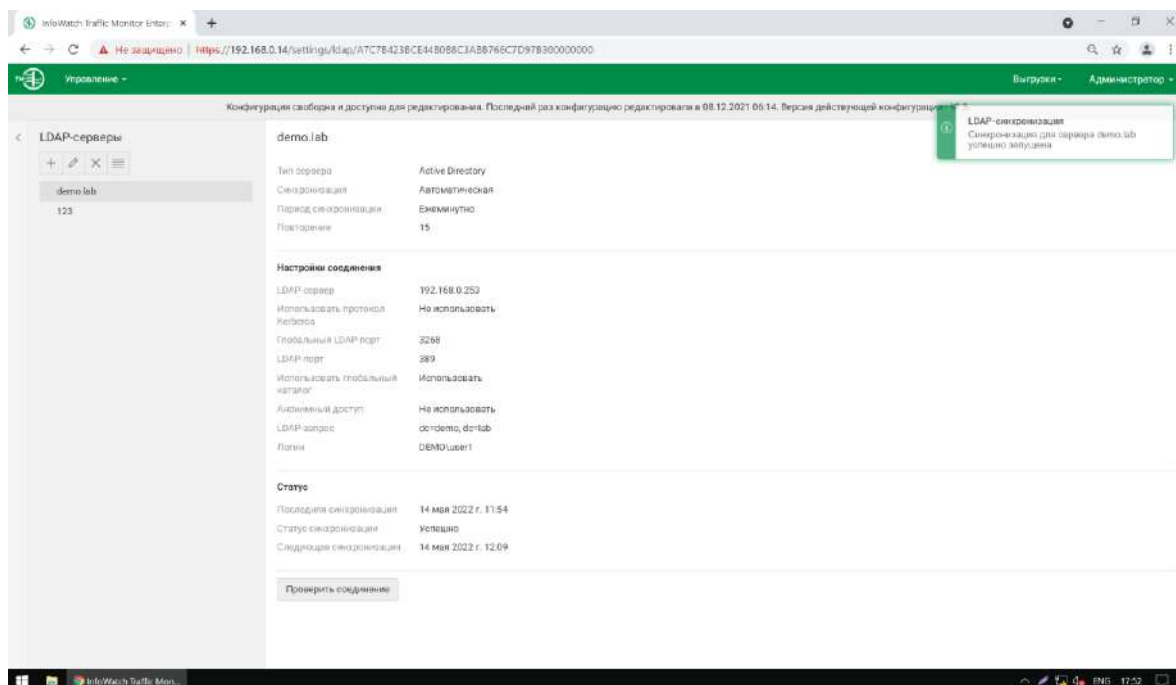 InfoWatch Traffic Monitor Enterp
Не защищено | https://192.168.0.14/settings/ldap/
TM
Управление
Выгрузки
Администратор
Конфигурация свободна и доступна для редактирования. Последний раз конфигурацию редактировали в 08.12.2021 06:14. Версия действующей конфигурации
LDAP-синхронизация
Синхронизация для сервера demo.lab
успешно запущена
LDAP-серверы
demo.lab
123
demo.lab
Тип сервера Active Directory
Синхронизация Автоматическая
Период синхронизации Ежеминутно
Повторение 15
Настройки соединения
LDAP-сервер 192.168.0.253
Использовать протокол Не использовать
Kerberos
Глобальный LDAP порт 3268
LDAP порт 389
Использовать глобальный Использовать
каталог
Анонимный доступ Не использовать
LDAP-запрос dc=demo, dc=lab
Логин DEMO\user1
Статус
Последняя синхронизация 14 мая 2022 г. 11:54
Статус синхронизации Успешно
Следующая синхронизация 14 мая 2022 г. 12:09
Проверить соединение
InfoWatch Traffic Mon...
ENG 17:52